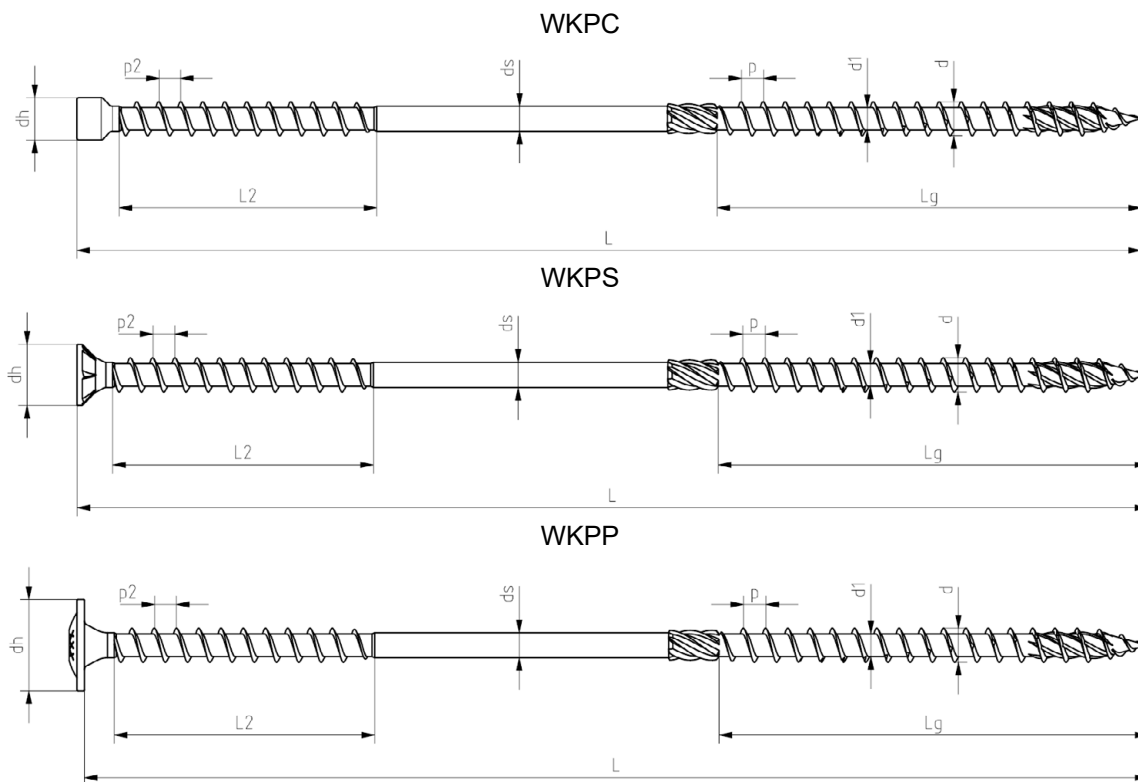 WKPC
p2 ds p d1 d
dh
L2 Lg
L
WKPS
p2 ds p d1 d
dh
L2 Lg
L
WKPP
p2 ds p d1 d
dh
L2 Lg
L